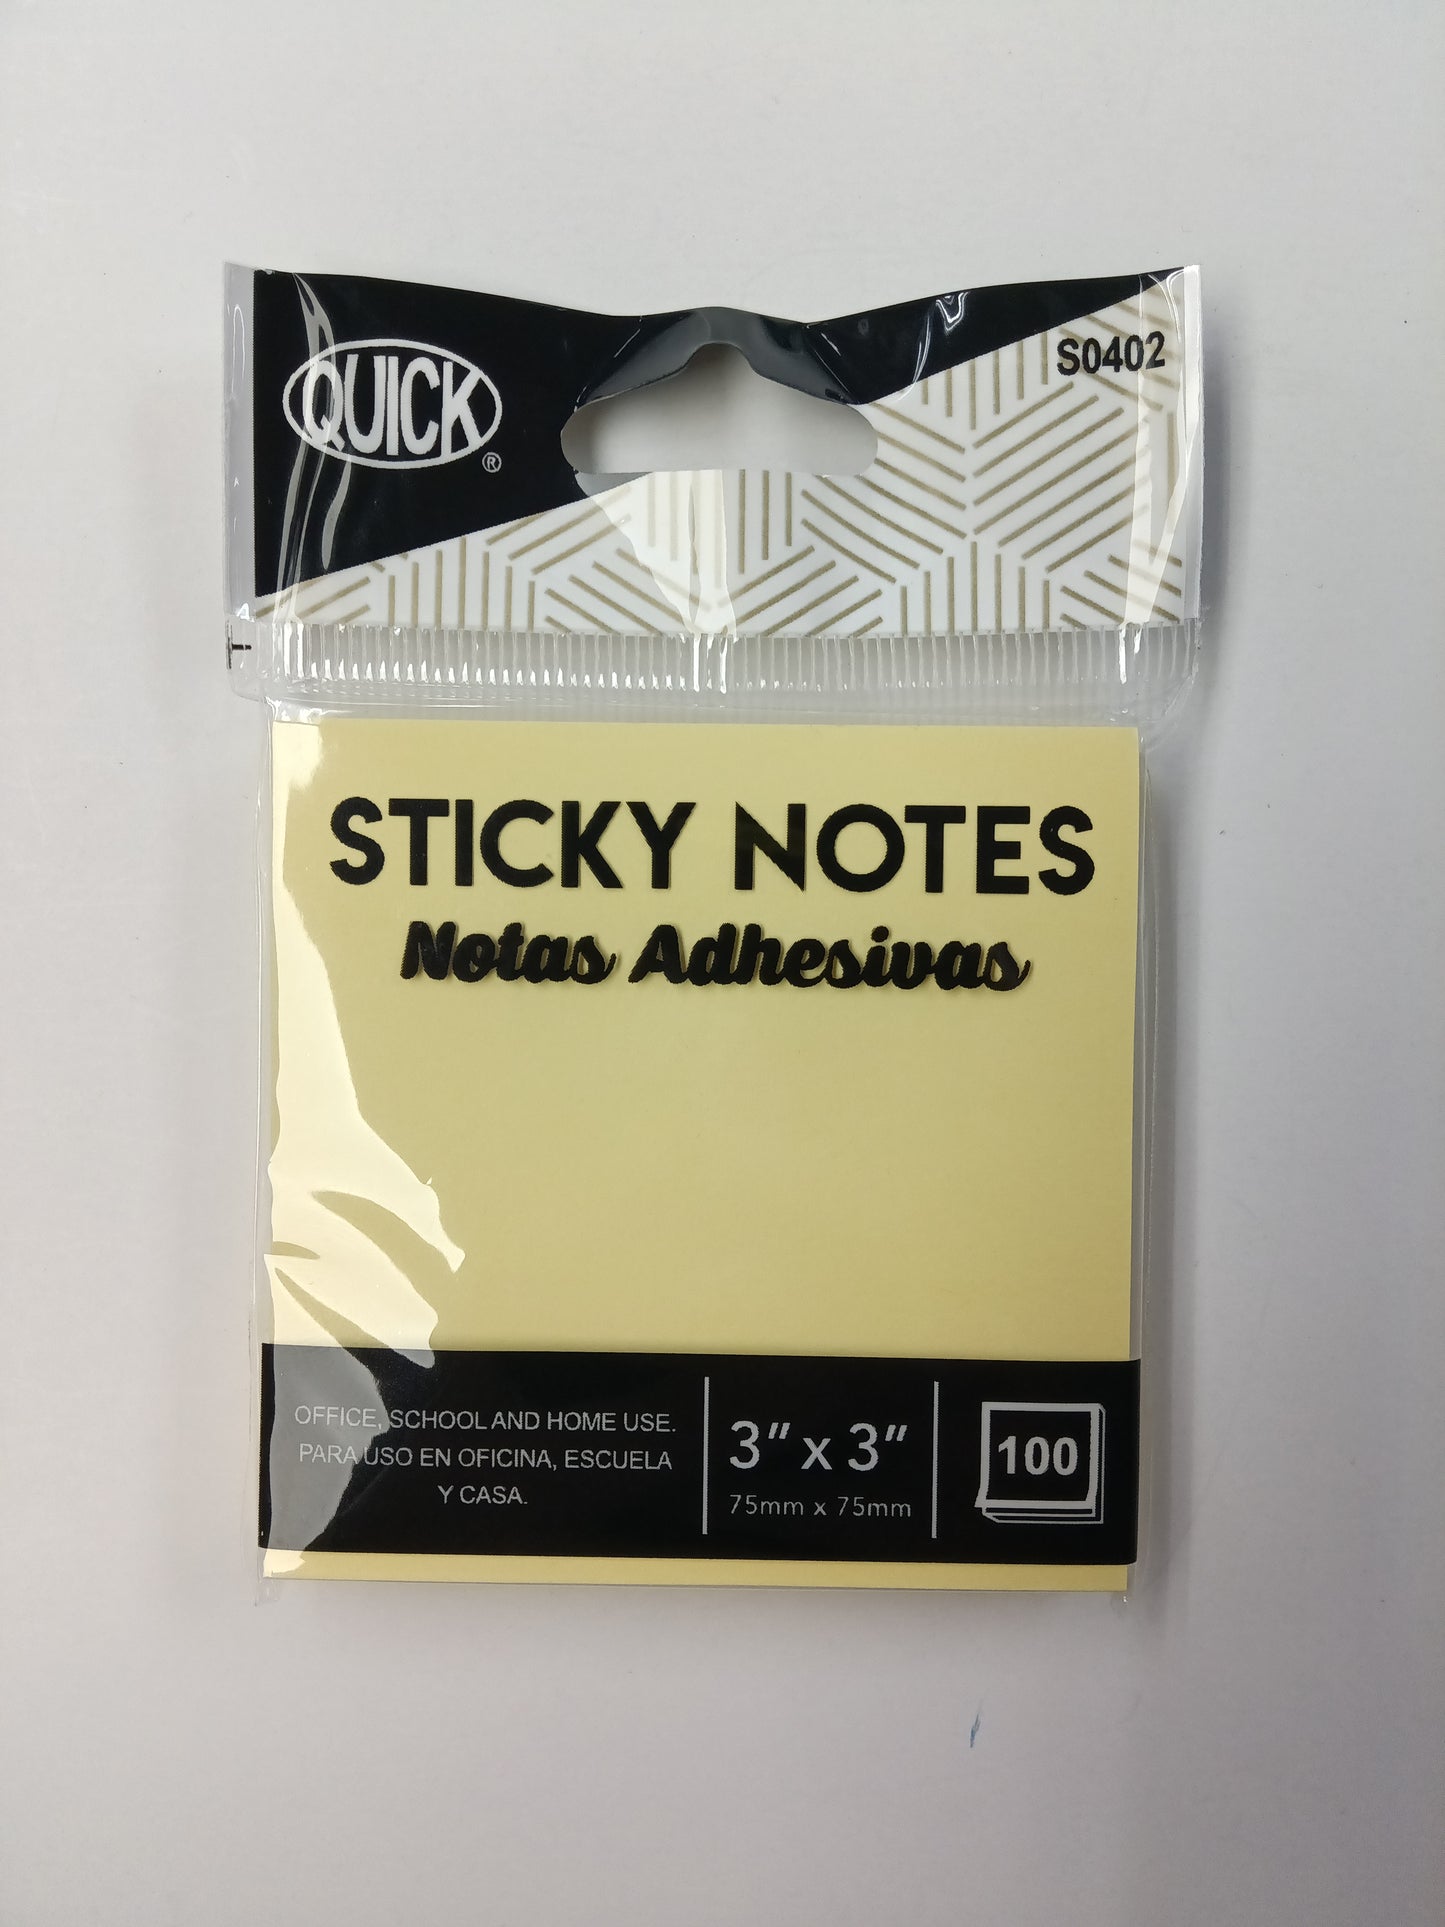 QUICK
®
S0402
STICKY NOTES
Notas Adhesivas
OFFICE, SCHOOL AND HOME USE.
PARA USO EN OFICINA, ESCUELA
Y CASA.
3" x 3"
75mm x 75mm
100